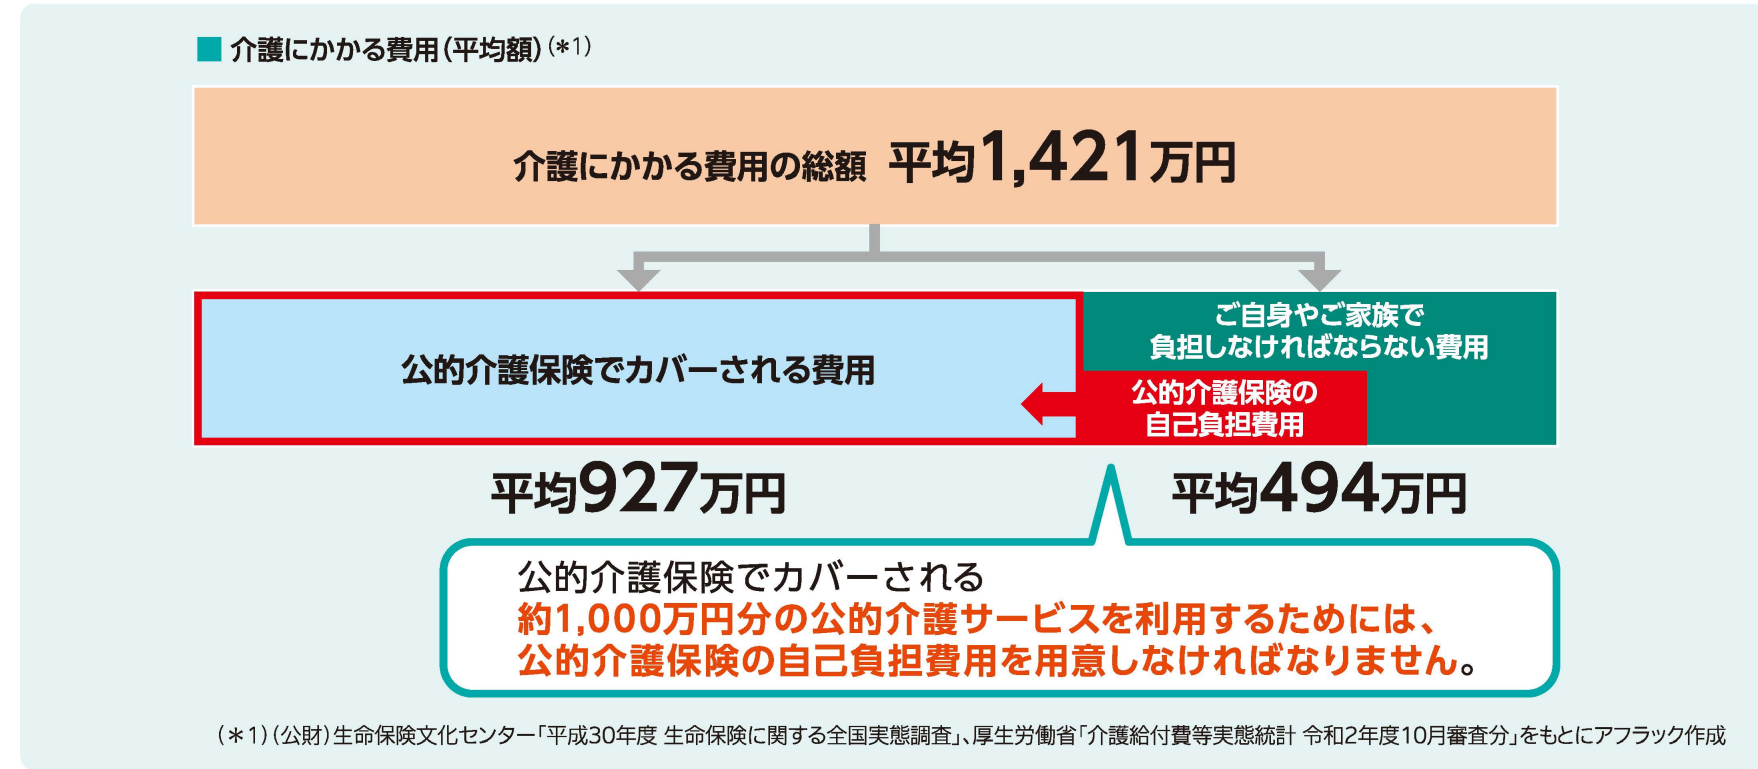 ■ 介護にかかる費用(平均額)(*1)
介護にかかる費用の総額 平均1,421万円
公的介護保険でカバーされる費用
ご自身やご家族で
負担しなければならない費用
公的介護保険の
自己負担費用
平均927万円
平均494万円
公的介護保険でカバーされる
約1,000万円分の公的介護サービスを利用するためには、
公的介護保険の自己負担費用を用意しなければなりません。
(*1)(公財)生命保険文化センター「平成30年度 生命保険に関する全国実態調査」、厚生労働省「介護給付費等実態統計 令和2年度10月審査分」をもとにアフラック作成